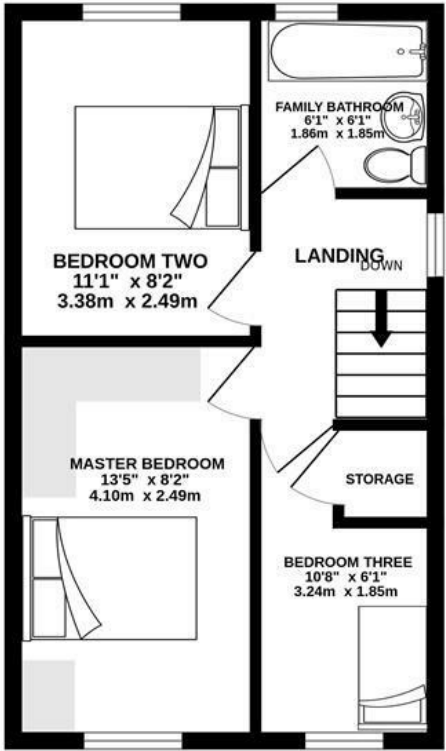 FAMILY BATHROOM
6'1" x 6'1"
1.86m x 1.85m
BEDROOM TWO
11'1" x 8'2"
3.38m x 2.49m
LANDING
DOWN
MASTER BEDROOM
13'5" x 8'2"
4.10m x 2.49m
STORAGE
BEDROOM THREE
10'8" x 6'1"
3.24m x 1.85m